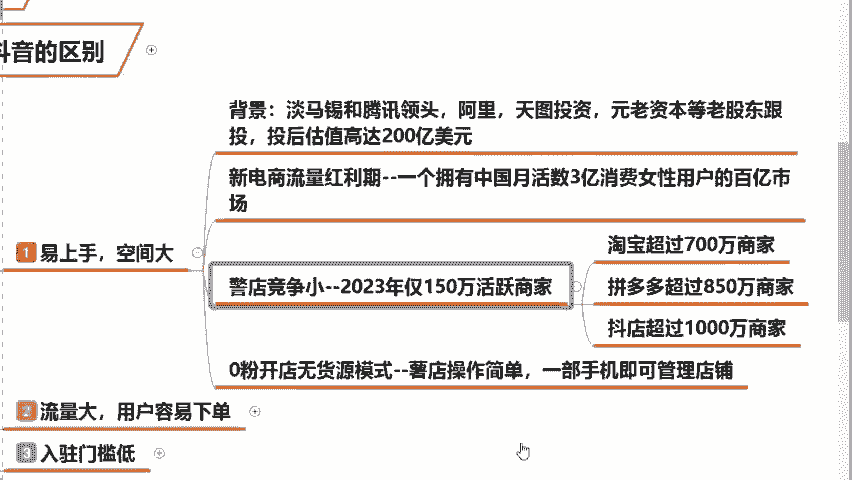 抖音的区别
背景：淡马锡和腾讯领头，阿里，天图投资，元老资本等老股东跟
投，投后估值高达200亿美元
新电商流量红利期--一个拥有中国月活数3亿消费女性用户的百亿市
场
1 易上手，空间大
警店竞争小--2023年仅150万活跃商家
淘宝超过700万商家
拼多多超过850万商家
抖店超过1000万商家
0粉开店无货源模式--薯店操作简单，一部手机即可管理店铺
2 流量大，用户容易下单
3 入驻门槛低